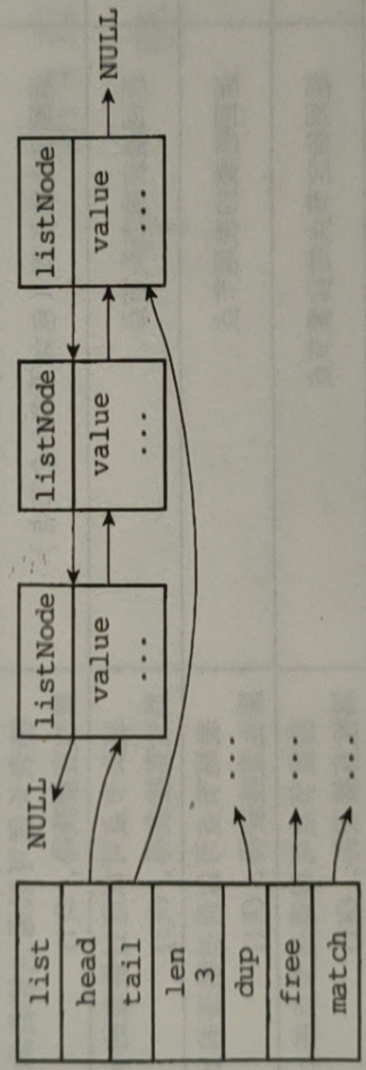 list
head
tail
len
3
dup
free
match
NULL
listNode
value
...
listNode
value
...
listNode
value
...
NULL
...
...
...